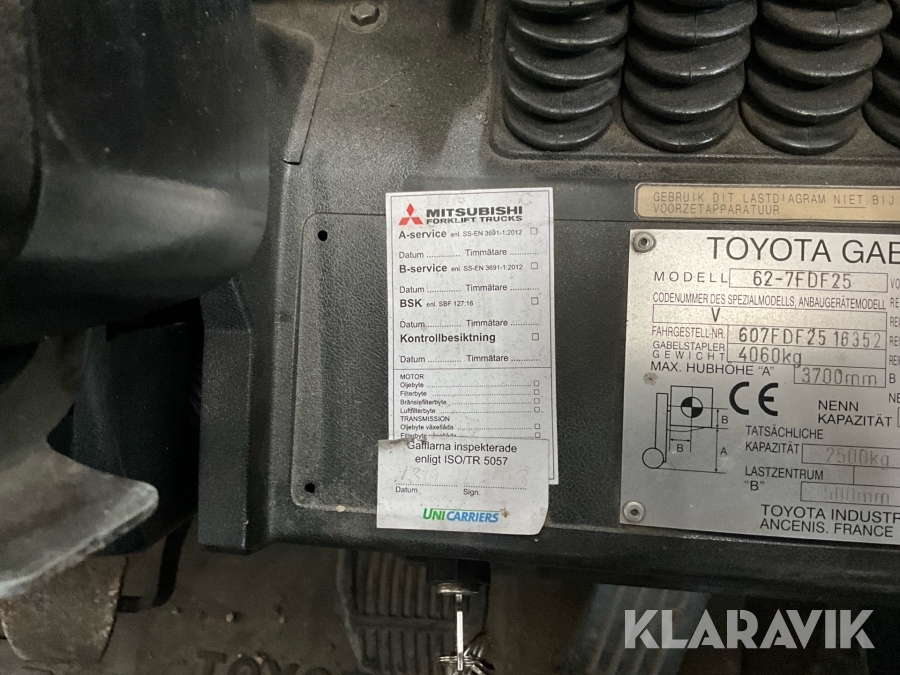 GEBRUIK DIT LASTDIAGRAM NIET BIJ
VOORZETAPPARATUUR
MITSUBISHI
FORKLIFT TRUCKS
A-service enl. SS-EN 3691-1:2012
Datum Timmätare
B-service enl. SS-EN 3691-1:2012
Datum Timmätare
BSK enl. SBF 127:16
Datum Timmätare
Kontrollbesiktning
Datum Timmätare
MOTOR
Oljebyte
Filterbyte
Bränslefilterbyte
Luftfilterbyte
TRANSMISSION
Oljebyte växellåda
Filterbyte växellåda
Gafflarna inspekterade
enligt ISO/TR 5057
Datum Sign.
UNICARRIERS
TOYOTA GAB
MODELL 62-7FDF25
CODENUMMER DES SPEZIALMODELLS, ANBAUGERÄTEMODELL
V
FAHRGESTELL-NR. 607FDF25 16352
GABELSTAPLER
GEWICHT 4060kg
MAX. HUBHÖHE "A" 3700mm
B
A
B
CE
NENN
KAPAZITÄT
TATSÄCHLICHE
KAPAZITÄT 2500kg
LASTZENTRUM
"B" 500mm
TOYOTA INDUSTR
ANCENIS. FRANCE
TOYO
KLARAVIK